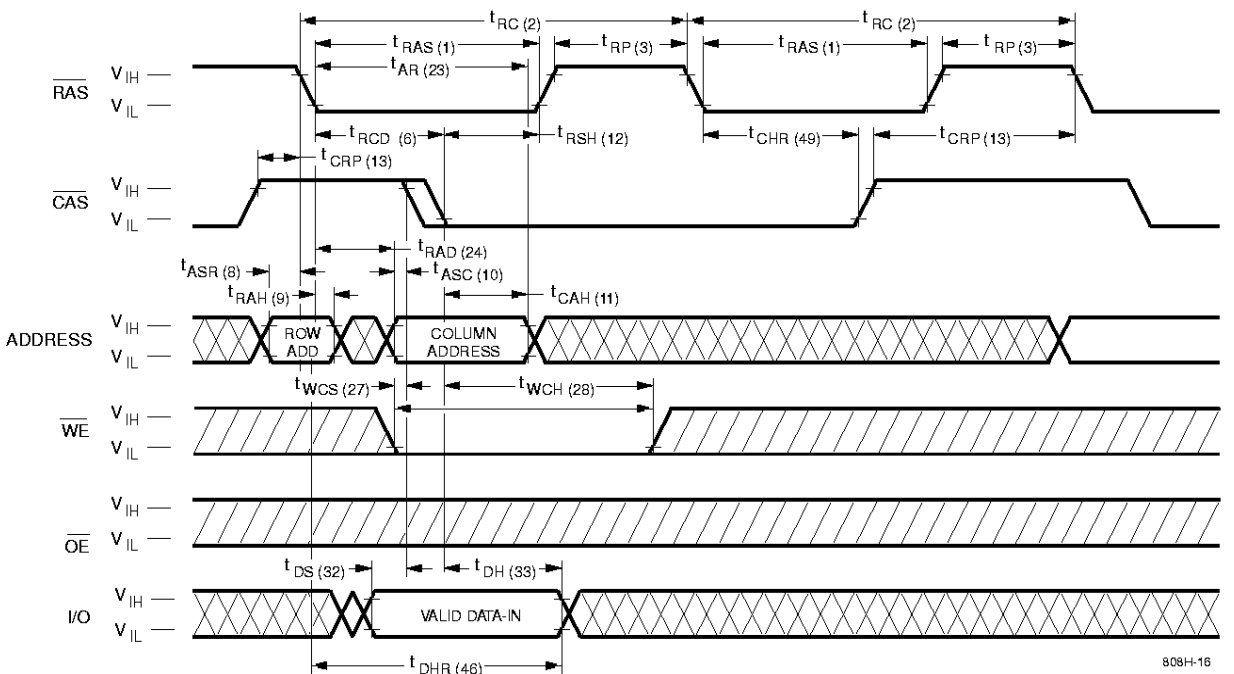 t RC (2) t RC (2)
t RAS (1) t RP (3) t RAS (1) t RP (3)
t AR (23)
RAS V IH
V IL
t RCD (6) t RSH (12) t CHR (49) t CRP (13)
t CRP (13)
CAS V IH
V IL
t RAD (24)
t ASR (8) t ASC (10)
t RAH (9) t CAH (11)
ADDRESS V IH ROW ADD COLUMN ADDRESS
V IL
t WCS (27) t WCH (28)
WE V IH
V IL
OE V IH
V IL
t DS (32) t DH (33)
I/O V IH VALID DATA-IN
V IL
t DHR (46)
808H-16